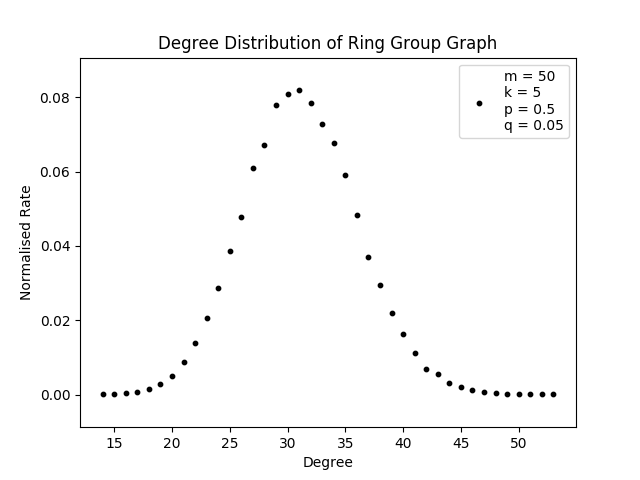 Degree Distribution of Ring Group Graph
m = 50
k = 5
p = 0.5
q = 0.05
Normalised Rate
0.08
0.06
0.04
0.02
0.00
15 20 25 30 35 40 45 50
Degree